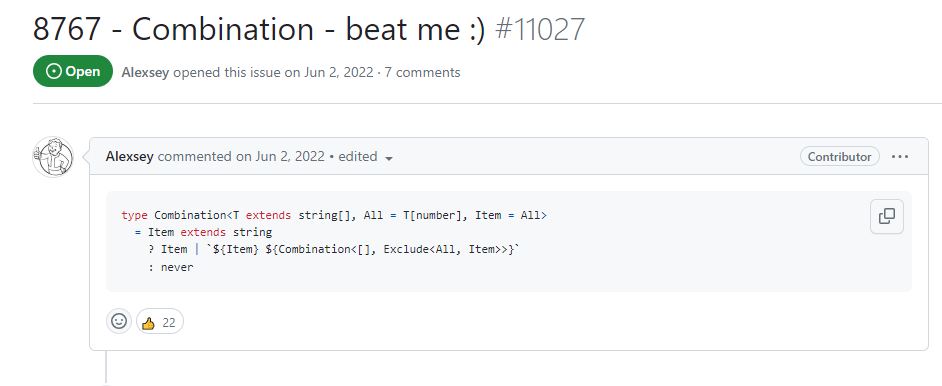 8767 - Combination - beat me :) #11027
Open Alexsey opened this issue on Jun 2, 2022 · 7 comments
Alexsey commented on Jun 2, 2022 • edited Contributor ...
type Combination<T extends string[], All = T[number], Item = All>
= Item extends string
? Item | `${Item} ${Combination<[], Exclude<All, Item>>}`
: never
22